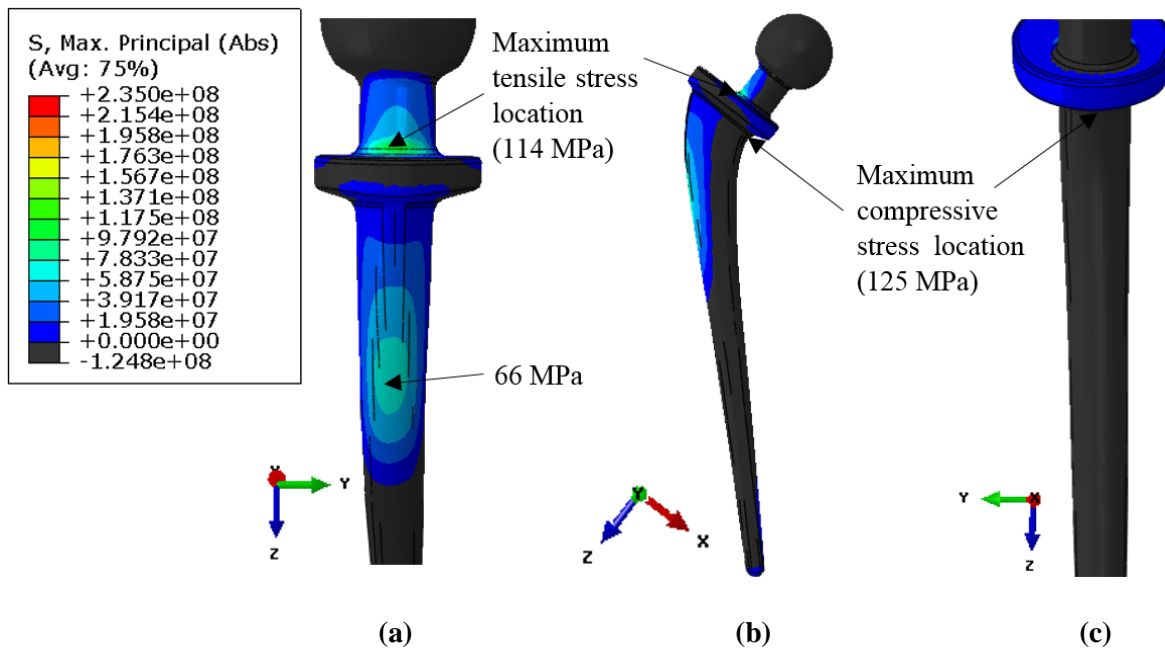 S, Max. Principal (Abs)
(Avg: 75%)
+2.350e+08
+2.154e+08
+1.958e+08
+1.763e+08
+1.567e+08
+1.371e+08
+1.175e+08
+9.792e+07
+7.833e+07
+5.875e+07
+3.917e+07
+1.958e+07
+0.000e+00
-1.248e+08
Maximum
tensile stress
location
(114 MPa)
Maximum
compressive
stress location
(125 MPa)
66 MPa
Y
Z
Y
Z
X
Y
X
Z
(a)
(b)
(c)